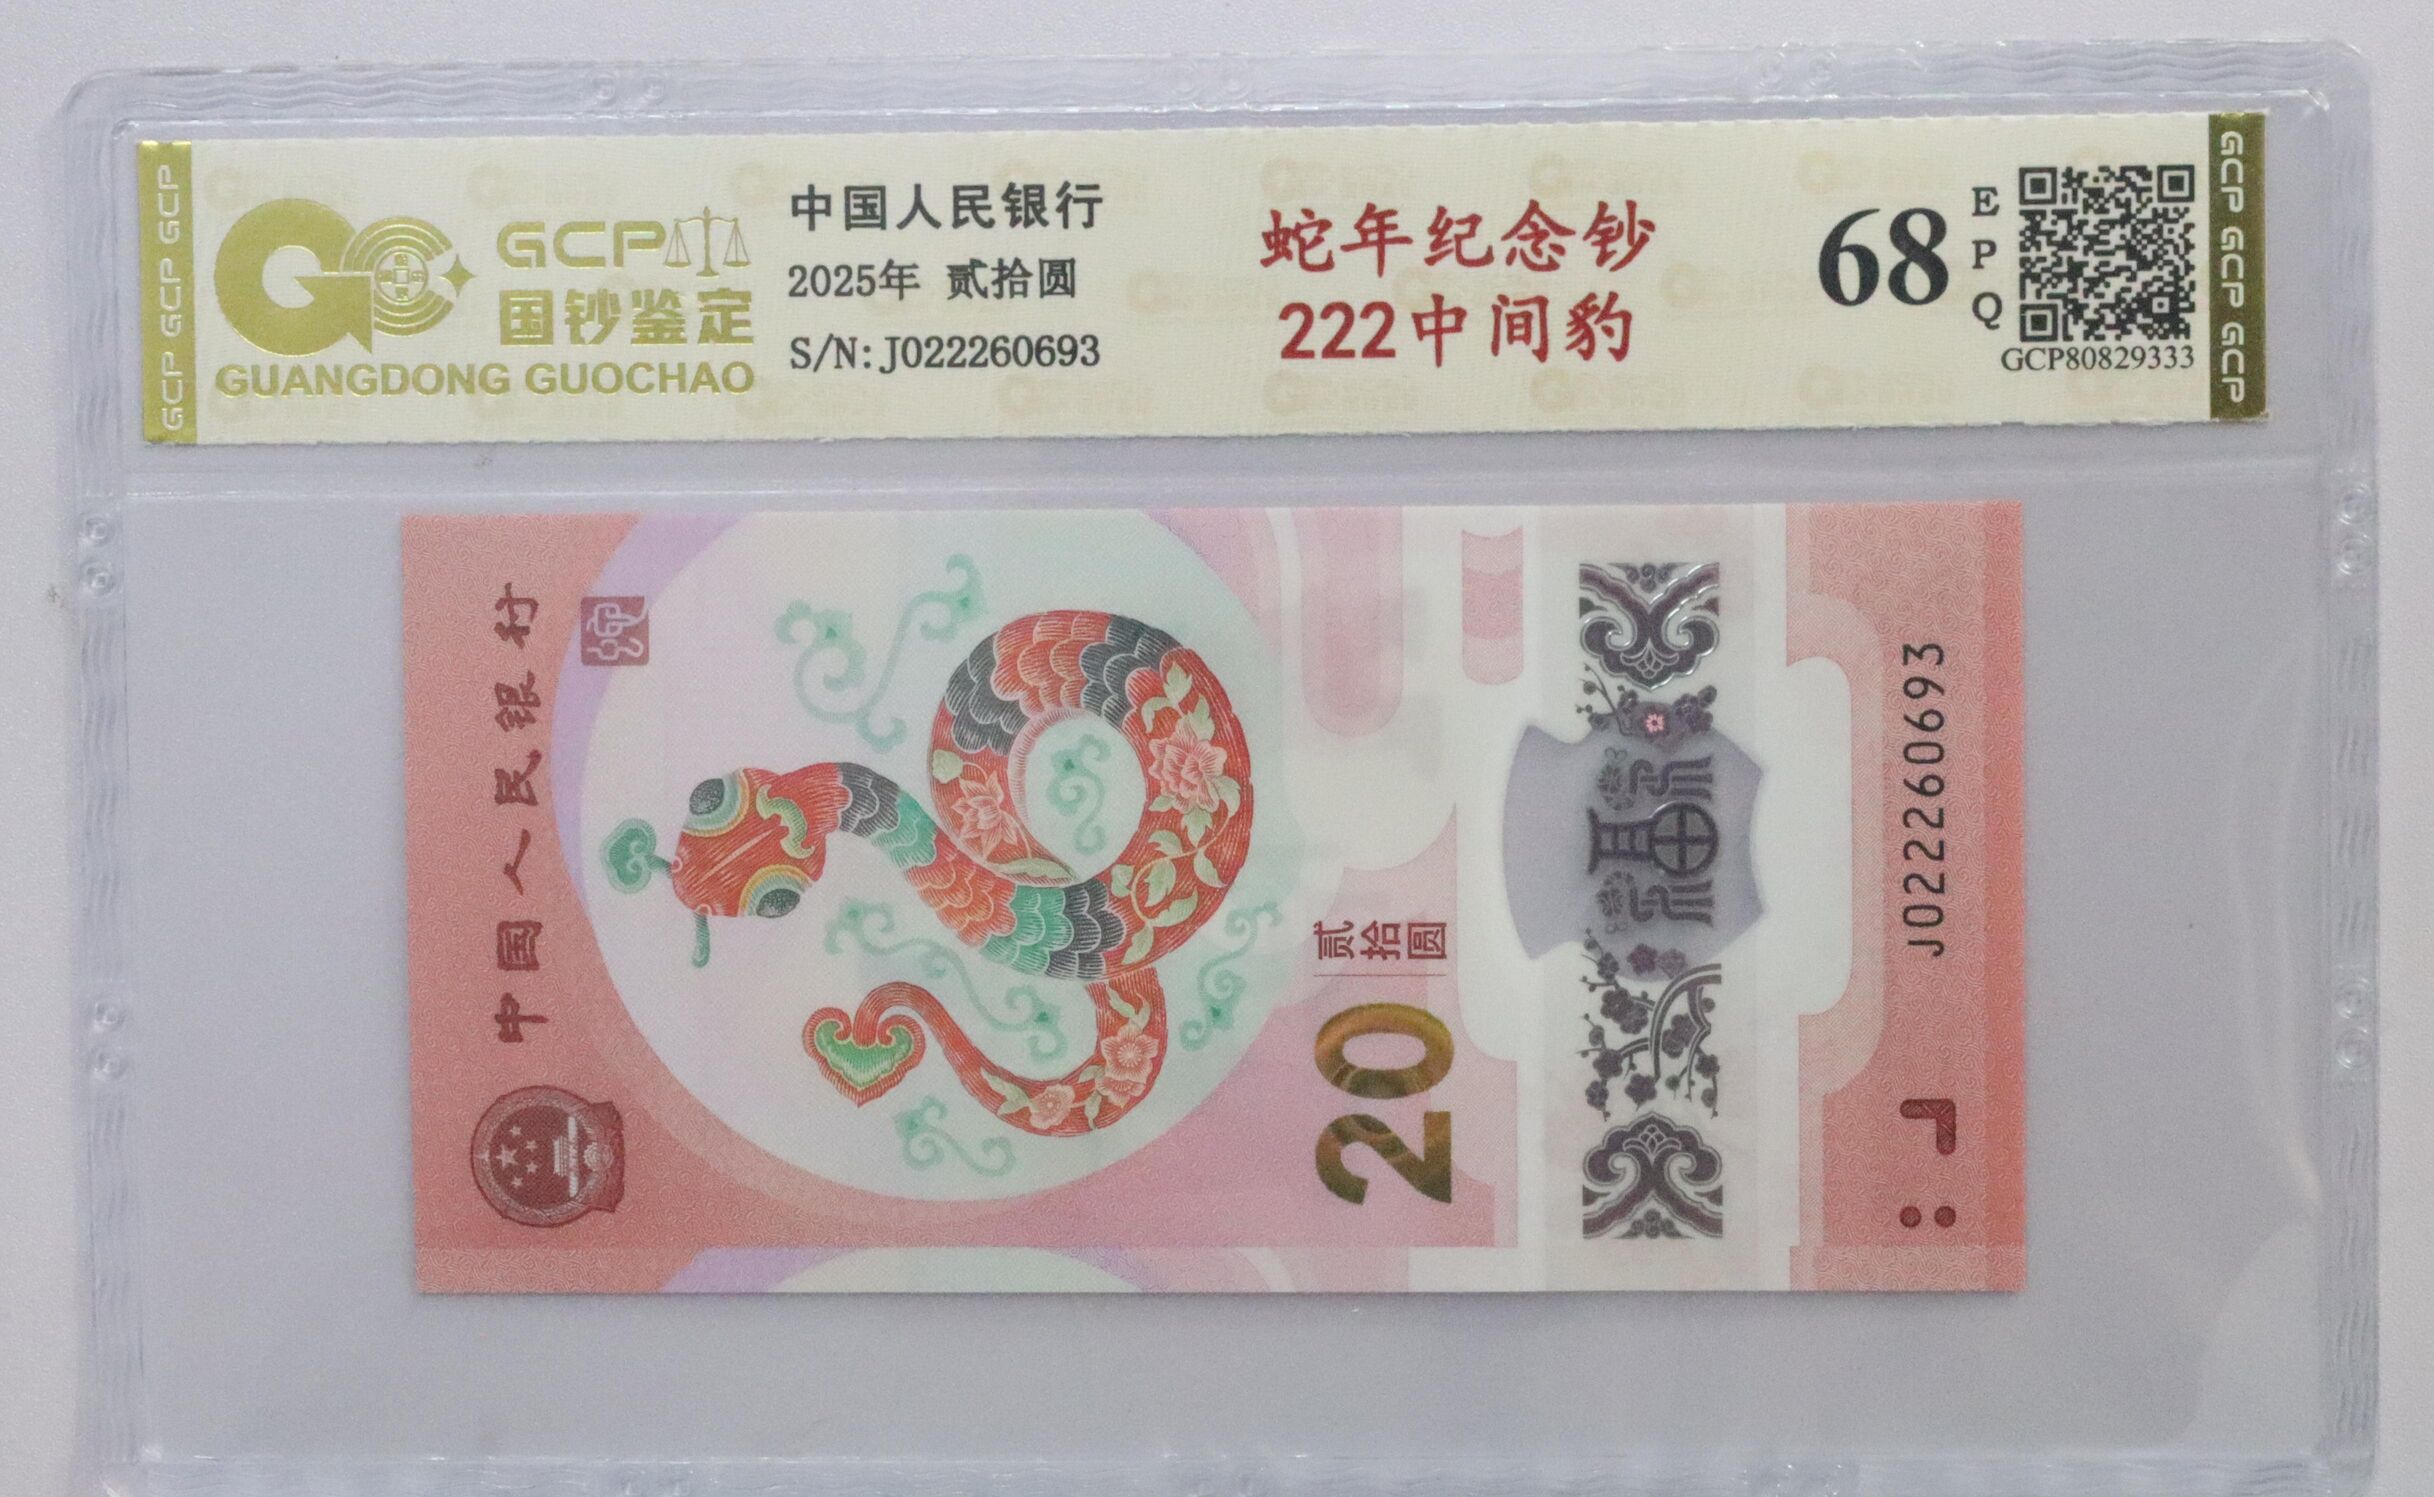 GCP GCP GCP
GCP
国钞鉴定
GUANGDONG GUOCHAO
中国人民银行
2025年 贰拾圆
S/N:J022260693
蛇年纪念钞
222中间豹
68
EPQ
GCP80829333
GCP GCP GCP
中国人民银行
20
贰拾圆
福
J022260693